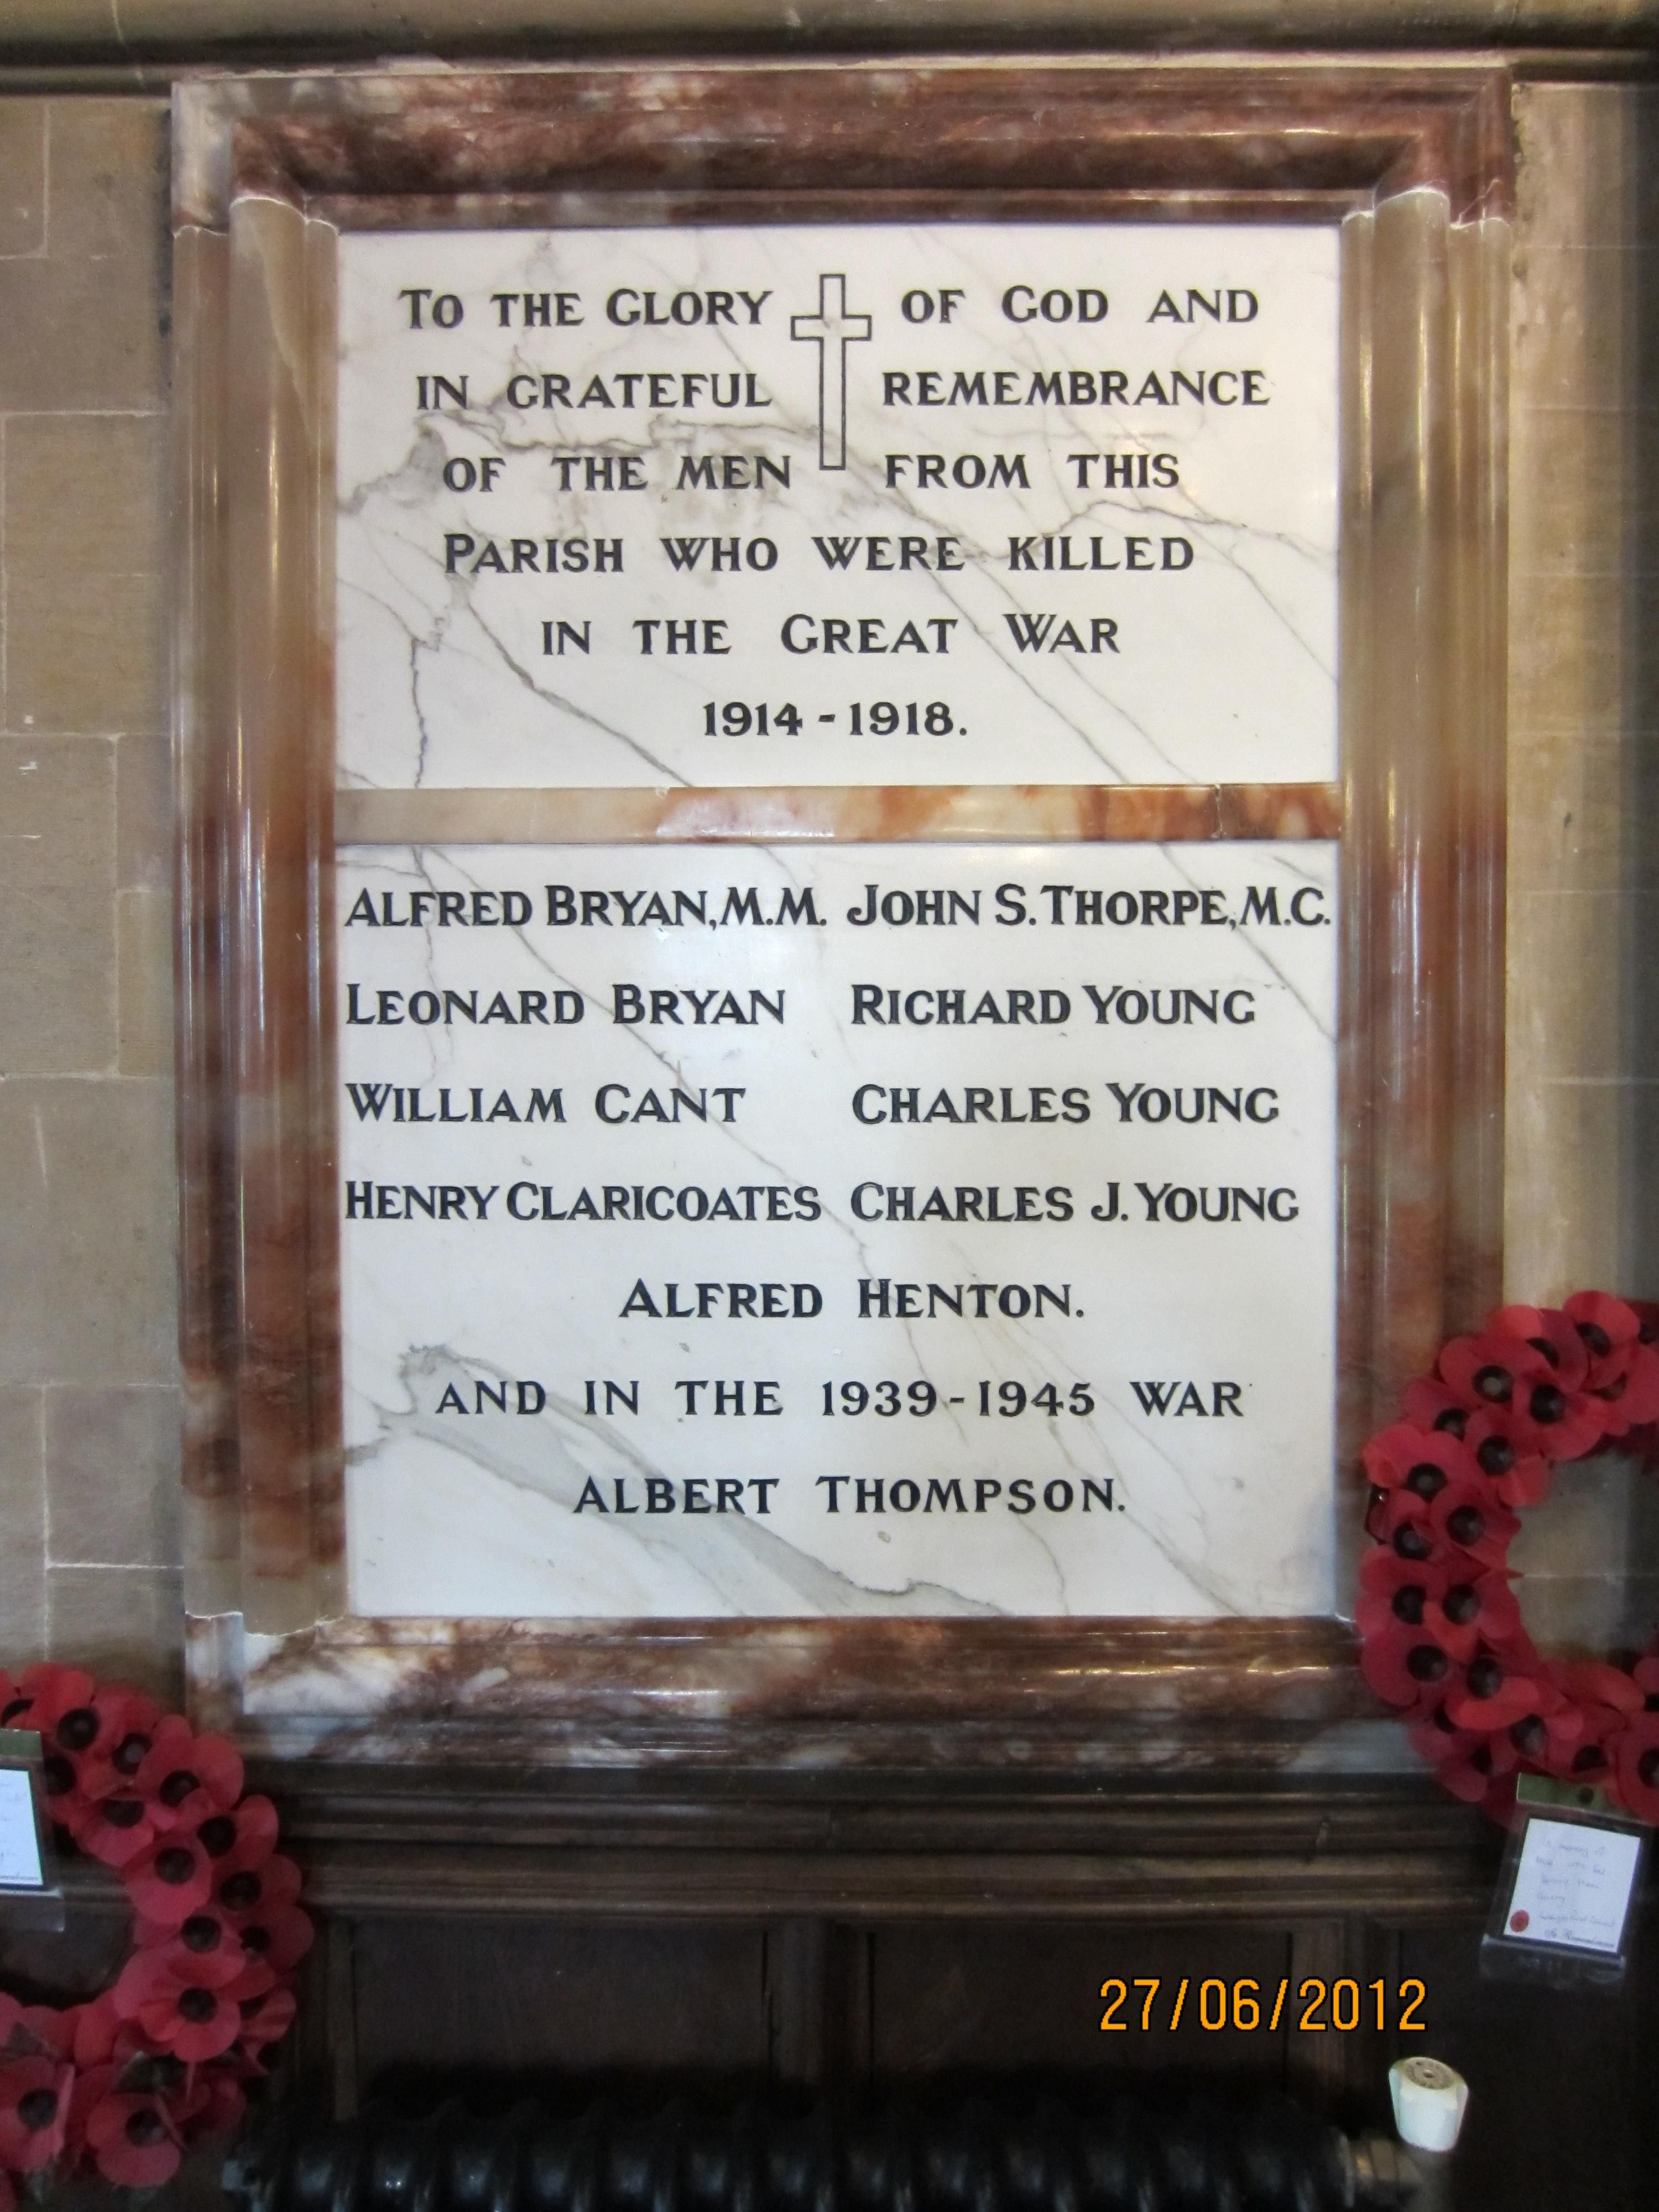 TO THE GLORY OF GOD AND
IN GRATEFUL REMEMBRANCE
OF THE MEN FROM THIS
PARISH WHO WERE KILLED
IN THE GREAT WAR
1914 - 1918.
ALFRED BRYAN, M.M. JOHN S. THORPE, M.C.
LEONARD BRYAN RICHARD YOUNG
WILLIAM CANT CHARLES YOUNG
HENRY CLARICOATES CHARLES J. YOUNG
ALFRED HENTON.
AND IN THE 1939-1945 WAR
ALBERT THOMPSON.
27/06/2012